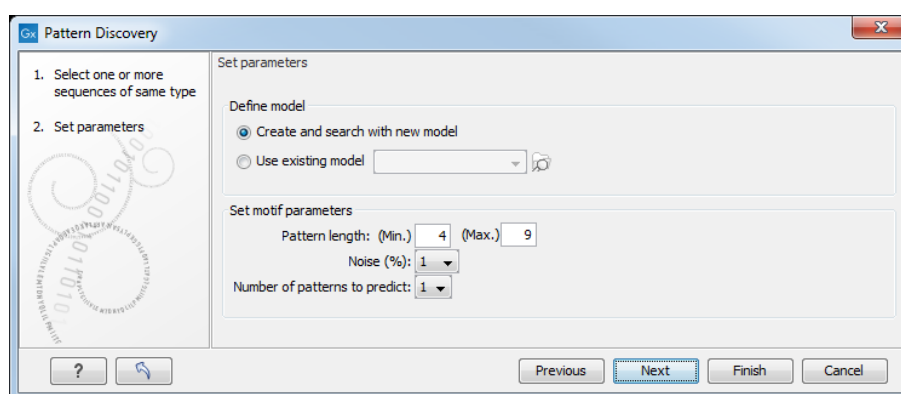 Gx Pattern Discovery
X
1. Select one or more
sequences of same type
2. Set parameters
Set parameters
Define model
Create and search with new model
Use existing model
Set motif parameters
Pattern length: (Min.) 4 (Max.) 9
Noise (%): 1
Number of patterns to predict: 1
? Previous Next Finish Cancel